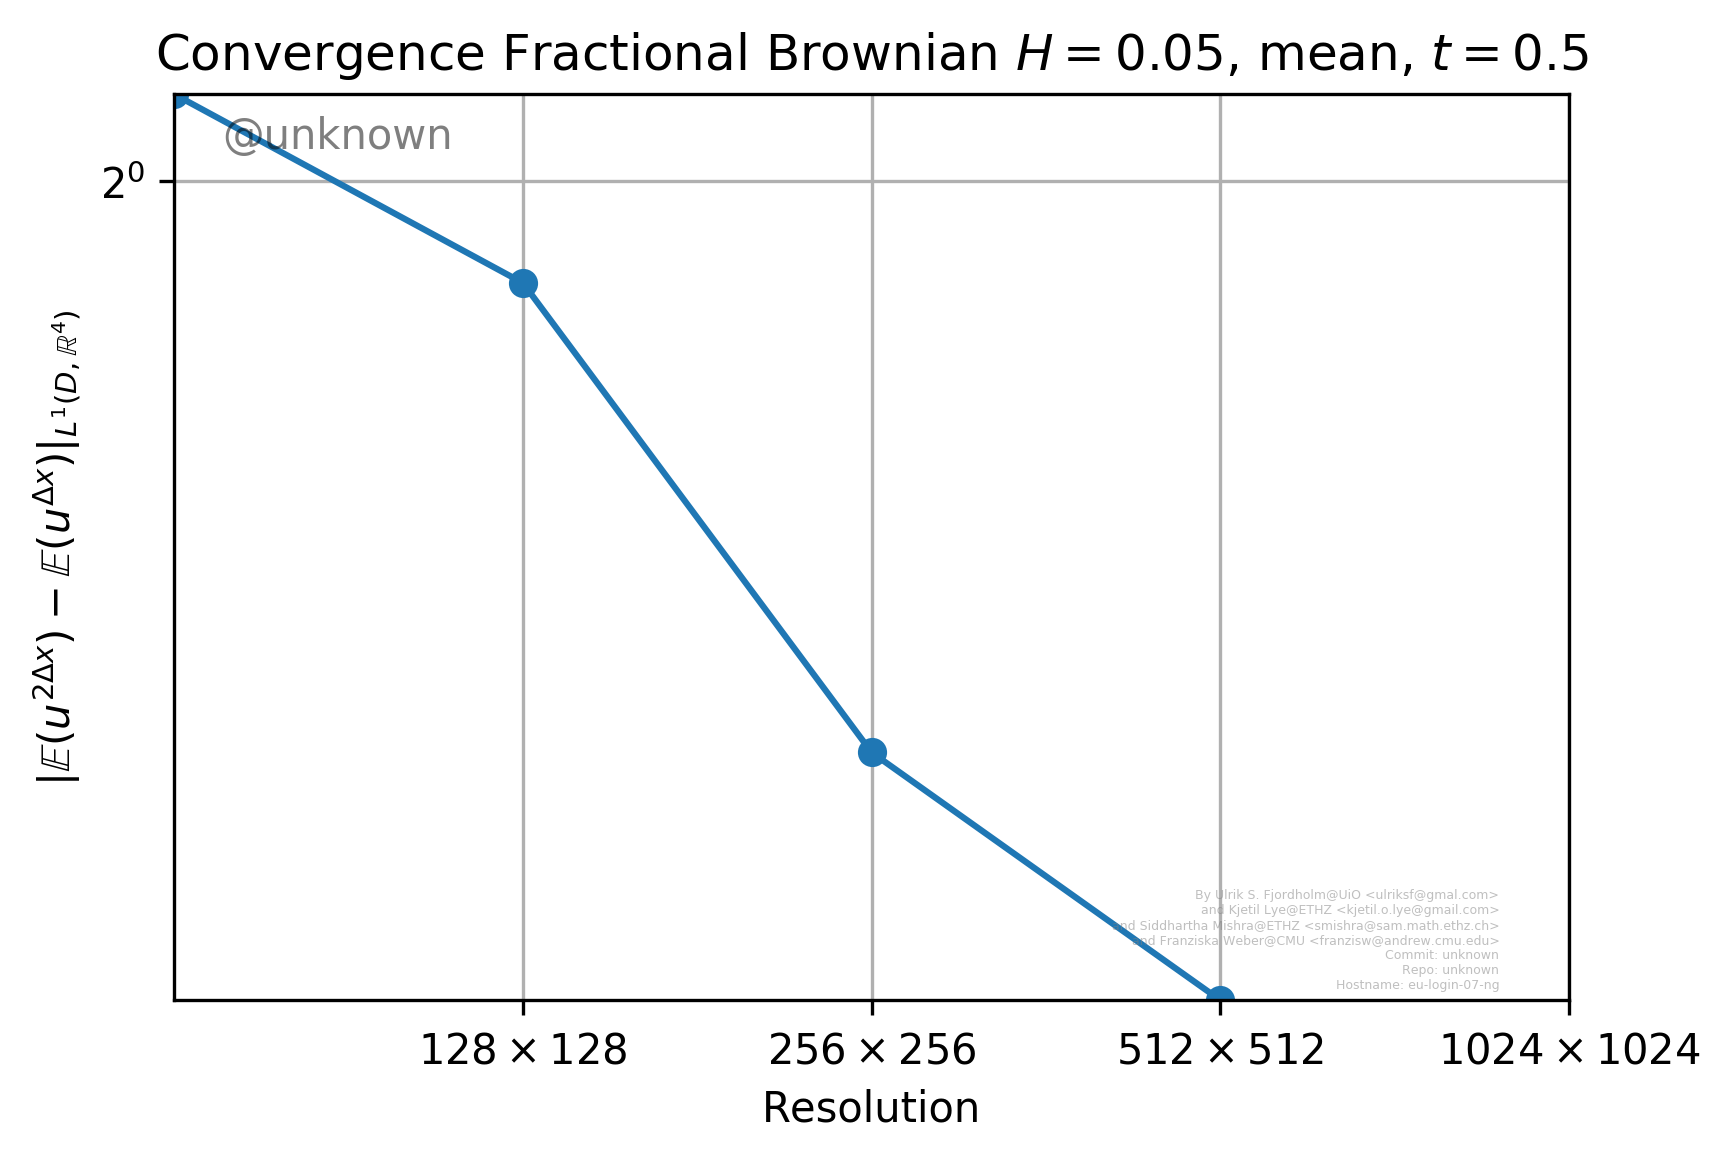 Convergence Fractional Brownian H = 0.05, mean, t = 0.5
@unknown
2⁰
|𝔼(u^{2Δx}) − 𝔼(u^{Δx})|_{L¹(D, ℝ⁴)}
By Ulrik S. Fjordholm@UiO <ulriksf@gmal.com>
and Kjetil Lye@ETHZ <kjetil.o.lye@gmail.com>
and Siddhartha Mishra@ETHZ <smishra@sam.math.ethz.ch>
and Franziska Weber@CMU <franzisw@andrew.cmu.edu>
Commit: unknown
Repo: unknown
Hostname: eu-login-07-ng
128 × 128 256 × 256 512 × 512 1024 × 1024
Resolution